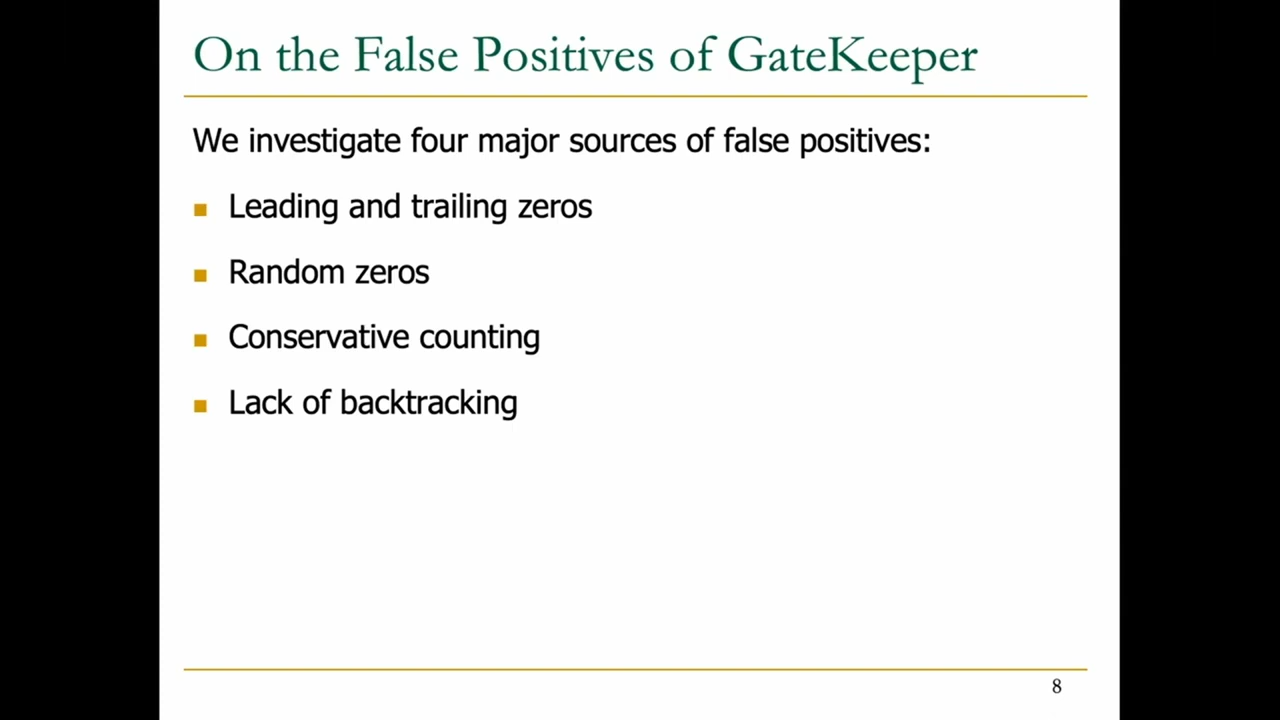 On the False Positives of GateKeeper
We investigate four major sources of false positives:
Leading and trailing zeros
Random zeros
Conservative counting
Lack of backtracking
8